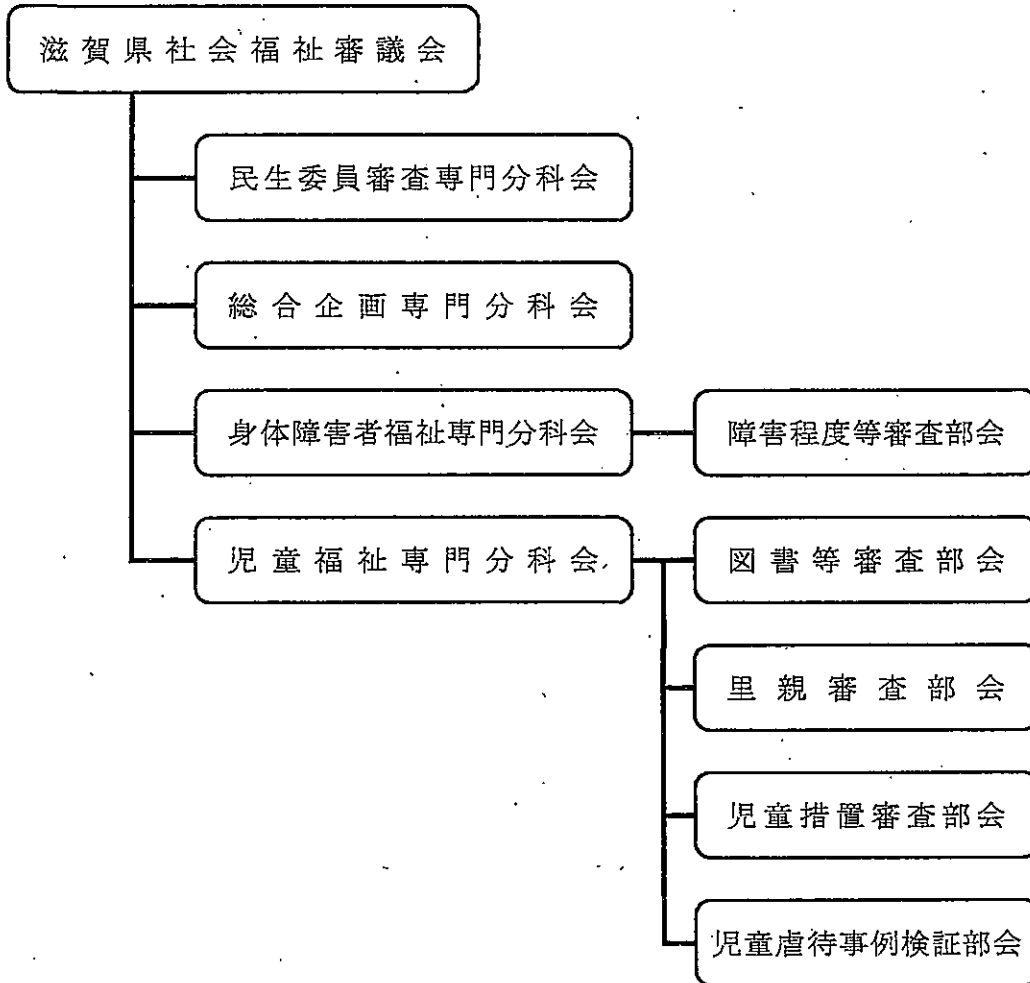 滋賀県社会福祉審議会
民生委員審査専門分科会
総合企画専門分科会
身体障害者福祉専門分科会
障害程度等審査部会
児童福祉専門分科会
図書等審査部会
里親審査部会
児童措置審査部会
児童虐待事例検証部会